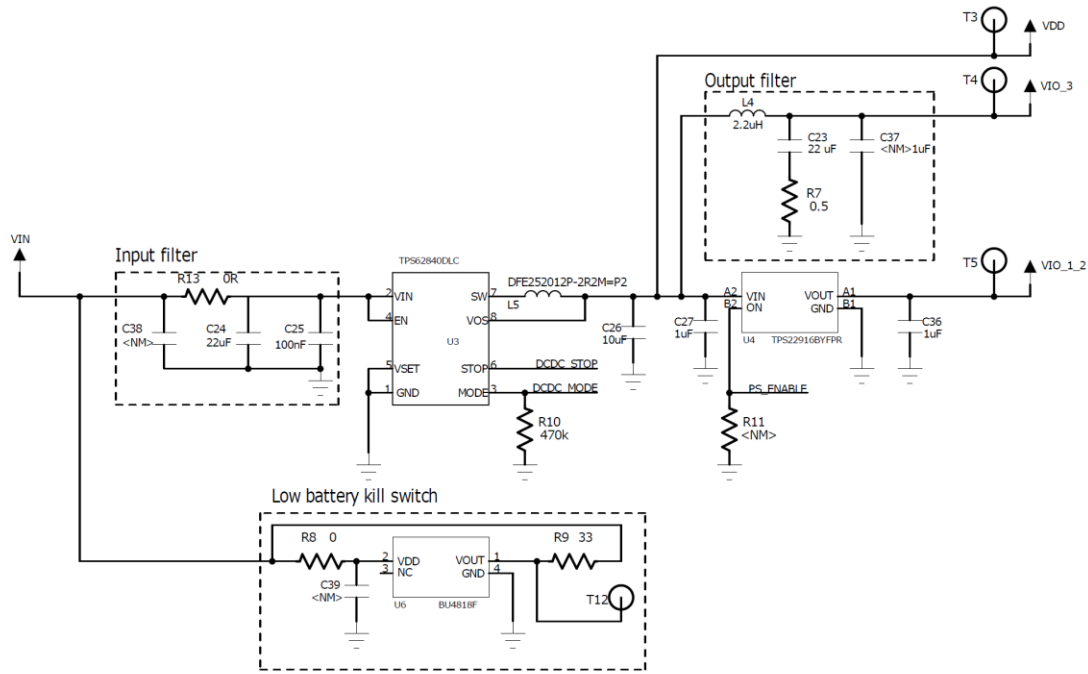 T3
VDD
Output filter
T4
VIO_3
L4
2.2uH
C23
22 uF
C37
<NM>1uF
R7
0.5
VIN
Input filter
R13 0R
C38
<NM>
C24
22uF
C25
100nF
TPS62840DLC
2 VIN
4 EN
5 VSET
1 GND
SW 7
VOS 8
U3
STOP 6
MODE 3
DFE252012P-2R2M=P2
L5
DCDC_STOP
DCDC_MODE
R10
470k
C26
10uF
C27
1uF
A2 VIN
B2 ON
VOUT A1
GND B1
U4 TPS22916BYFPR
T5
VIO_1_2
C36
1uF
PS_ENABLE
R11
<NM>
Low battery kill switch
R8 0
C39
<NM>
2 VDD
3 NC
VOUT 1
GND 4
U6 BU4818F
R9 33
T12